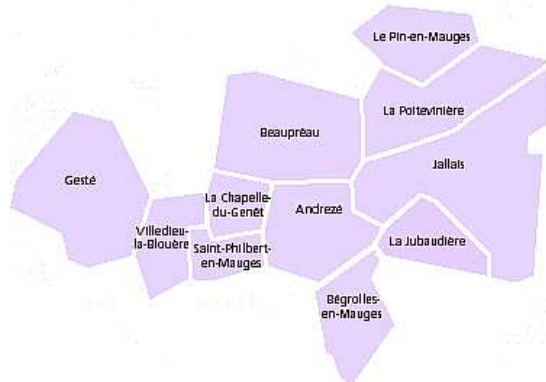 Le Pin-en-Mauges
La Poitevinière
Beaupréau
Jallais
Gesté
La Chapelle-
du-Genêt
Andrezé
Villedieu-
la-Blouère
La Jubaudière
Saint-Philbert-
en-Mauges
Bégrolles-
en-Mauges